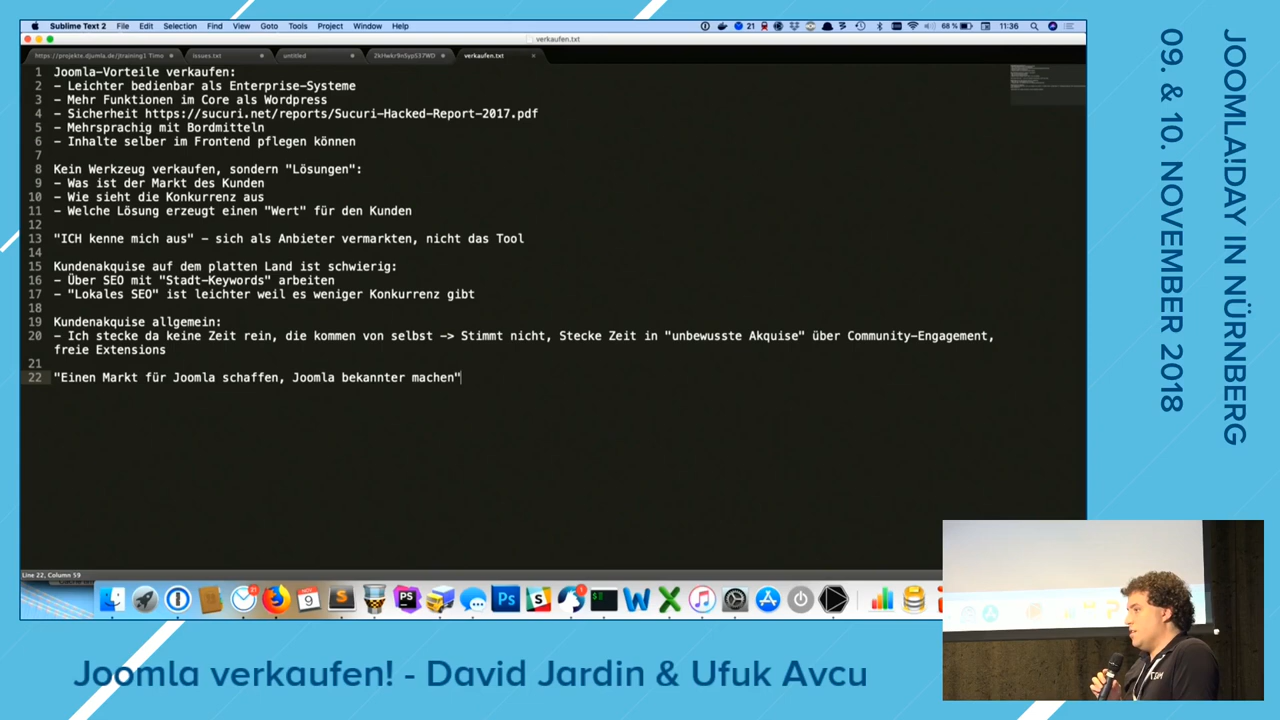 Sublime Text 2 File Edit Selection Find View Goto Tools Project Window Help 21 68 % 11:36
verkaufen.txt
https://projekte.djumla.de/jtraining1 Time issues.txt untitled verkaufen.txt
1 Joomla-Vorteile verkaufen:
2 - Leichter bedienbar als Enterprise-Systeme
3 - Mehr Funktionen im Core als Wordpress
4 - Sicherheit https://sucuri.net/reports/Sucuri-Hacked-Report-2017.pdf
5 - Mehrsprachig mit Bordmitteln
6 - Inhalte selber im Frontend pflegen können
7
8 Kein Werkzeug verkaufen, sondern "Lösungen":
9 - Was ist der Markt des Kunden
10 - Wie sieht die Konkurrenz aus
11 - Welche Lösung erzeugt einen "Wert" für den Kunden
12
13 "ICH kenne mich aus" - sich als Anbieter vermarkten, nicht das Tool
14
15 Kundenakquise auf dem platten Land ist schwierig:
16 - Über SEO mit "Stadt-Keywords" arbeiten
17 - "Lokales SEO" ist leichter weil es weniger Konkurrenz gibt
18
19 Kundenakquise allgemein:
20 - Ich stecke da keine Zeit rein, die kommen von selbst -> Stimmt nicht, Stecke Zeit in "unbewusste Akquise" über Community-Engagement,
freie Extensions
21
22 "Einen Markt für Joomla schaffen, Joomla bekannter machen"
Line 22, Column 59
JOOMLA!DAY IN NÜRNBERG
09. & 10. NOVEMBER 2018
Joomla verkaufen! - David Jardin & Ufuk Avcu